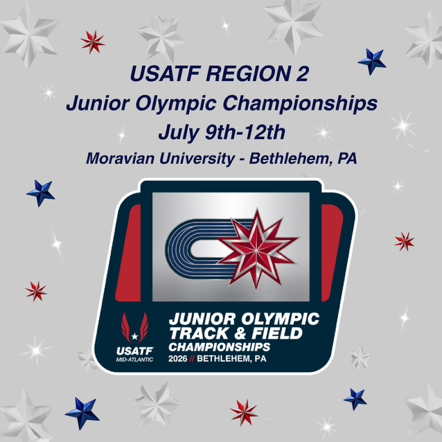 USATF REGION 2
Junior Olympic Championships
July 9th-12th
Moravian University - Bethlehem, PA
JUNIOR OLYMPIC
TRACK & FIELD
CHAMPIONSHIPS
2026 // BETHLEHEM, PA
USATF
MID-ATLANTIC